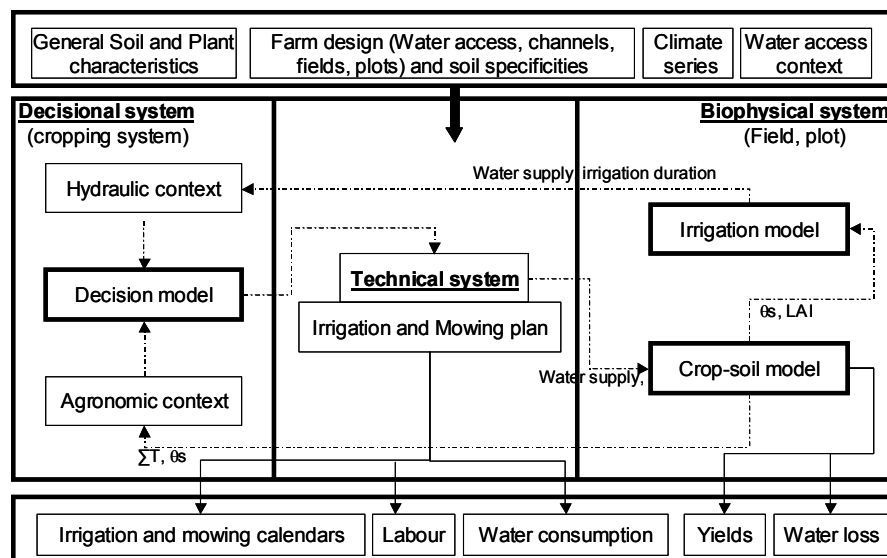 General Soil and Plant
characteristics
Farm design (Water access, channels,
fields, plots) and soil specificities
Climate
series
Water access
context
Decisional system
(cropping system)
Biophysical system
(Field, plot)
Hydraulic context
Water supply, irrigation duration
Irrigation model
Decision model
Technical system
Irrigation and Mowing plan
θs, LAI
Water supply,
Crop-soil model
Agronomic context
∑T, θs
Irrigation and mowing calendars
Labour
Water consumption
Yields
Water loss